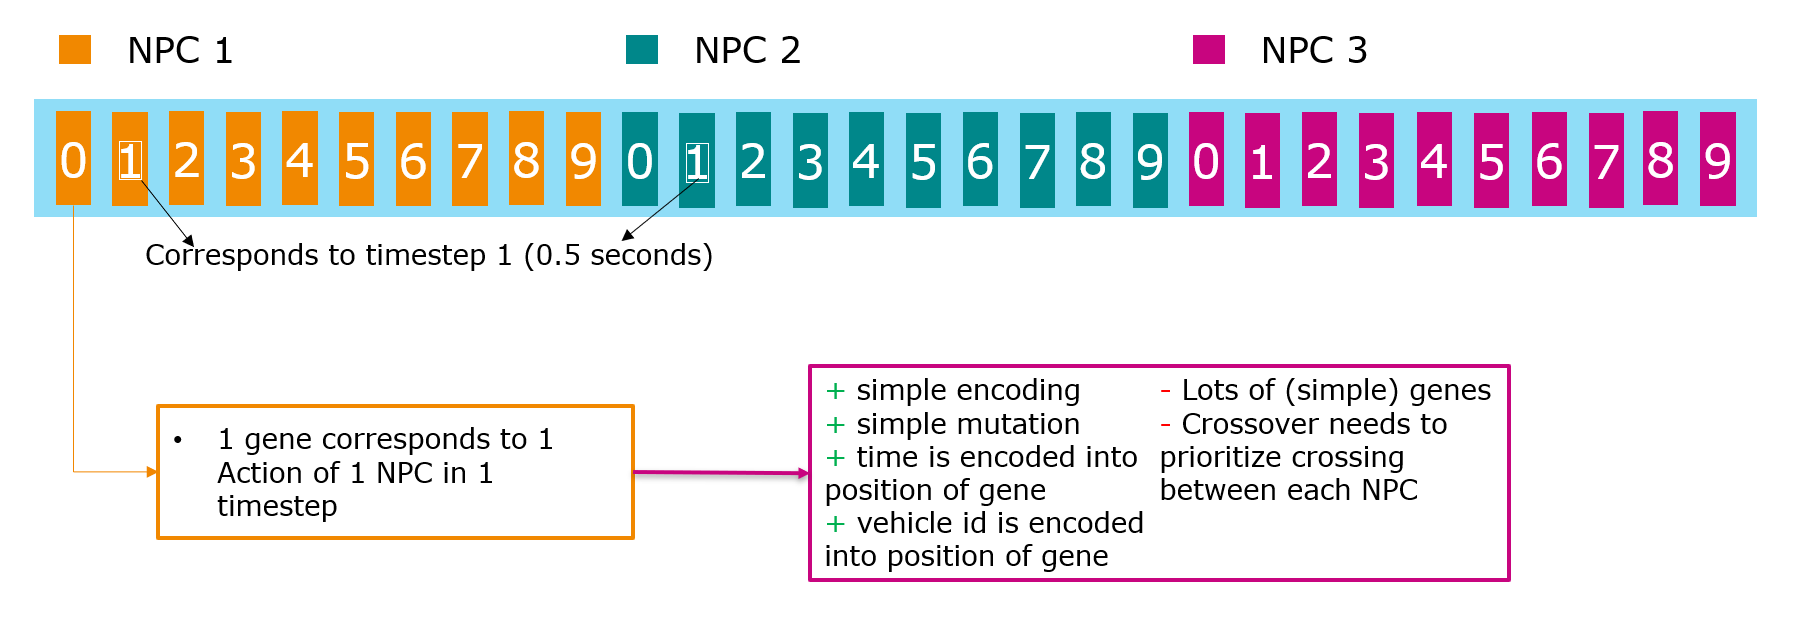 NPC 1 NPC 2 NPC 3
0 1 2 3 4 5 6 7 8 9 0 1 2 3 4 5 6 7 8 9 0 1 2 3 4 5 6 7 8 9
Corresponds to timestep 1 (0.5 seconds)
• 1 gene corresponds to 1
Action of 1 NPC in 1
timestep
+ simple encoding
+ simple mutation
+ time is encoded into
position of gene
+ vehicle id is encoded
into position of gene
- Lots of (simple) genes
- Crossover needs to
prioritize crossing
between each NPC